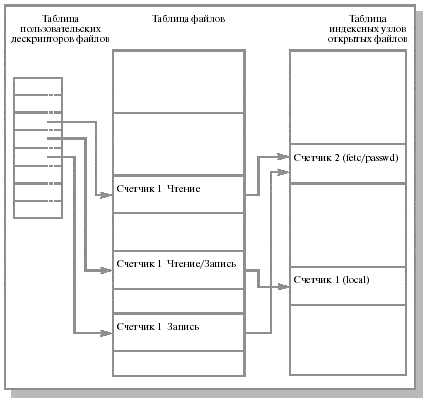 Таблица
пользовательских
дескрипторов файлов
Таблица файлов
Таблица
индексных узлов
открытых файлов
Счетчик 1 Чтение
Счетчик 1 Чтение/Запись
Счетчик 1 Запись
Счетчик 2 (fetc/passwd)
Счетчик 1 (local)